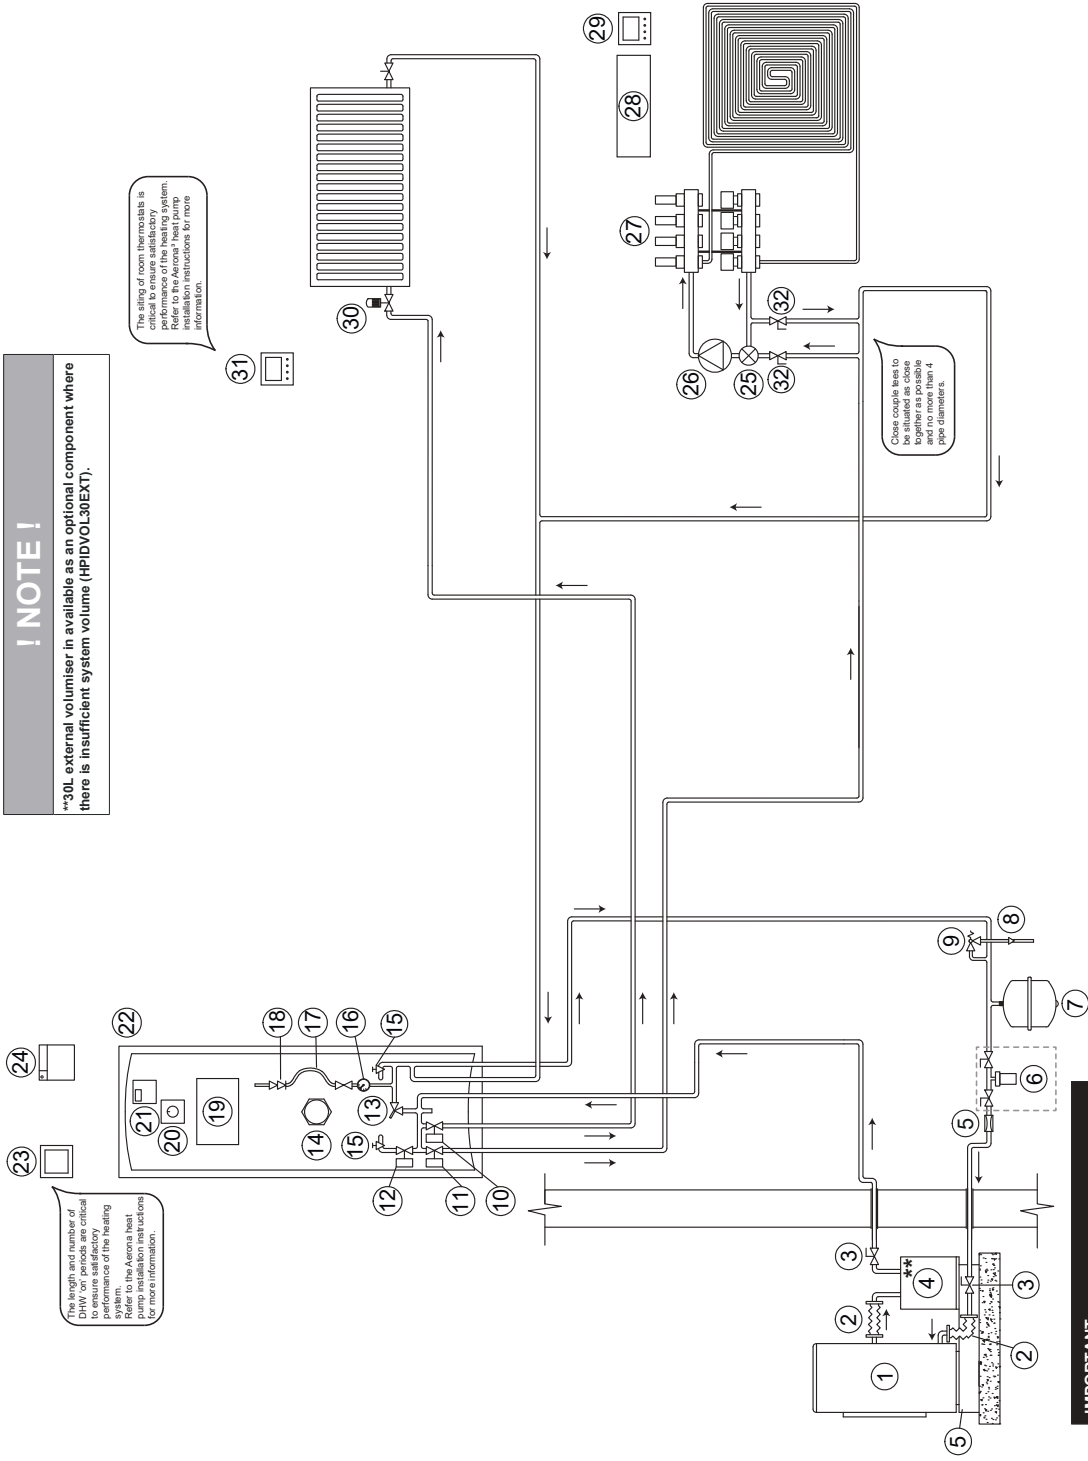 ! NOTE !
**30L external volumiser in available as an optional component where
there is insufficient system volume (HPIDVOL30EXT).
The siting of room thermostats is
critical to ensure satisfactory
performance of the heating system.
Refer to the Aerona³ heat pump
installation instructions for more
information.
The length and number of
DHW 'on' periods are critical
to ensure satisfactory
performance of the heating
system.
Refer to the Aerona heat
pump installation instructions
for more information.
Close couple tees to
be situated as close
together as possible
and no more than 4
pipe diameters.
23
24
22
21
20
19
18
17
16
15
14
13
15
12
11
10
31
30
29
28
27
26
25
32
32
9
8
7
6
5
3
**
4
2
3
2
1
5
IMPORTANT